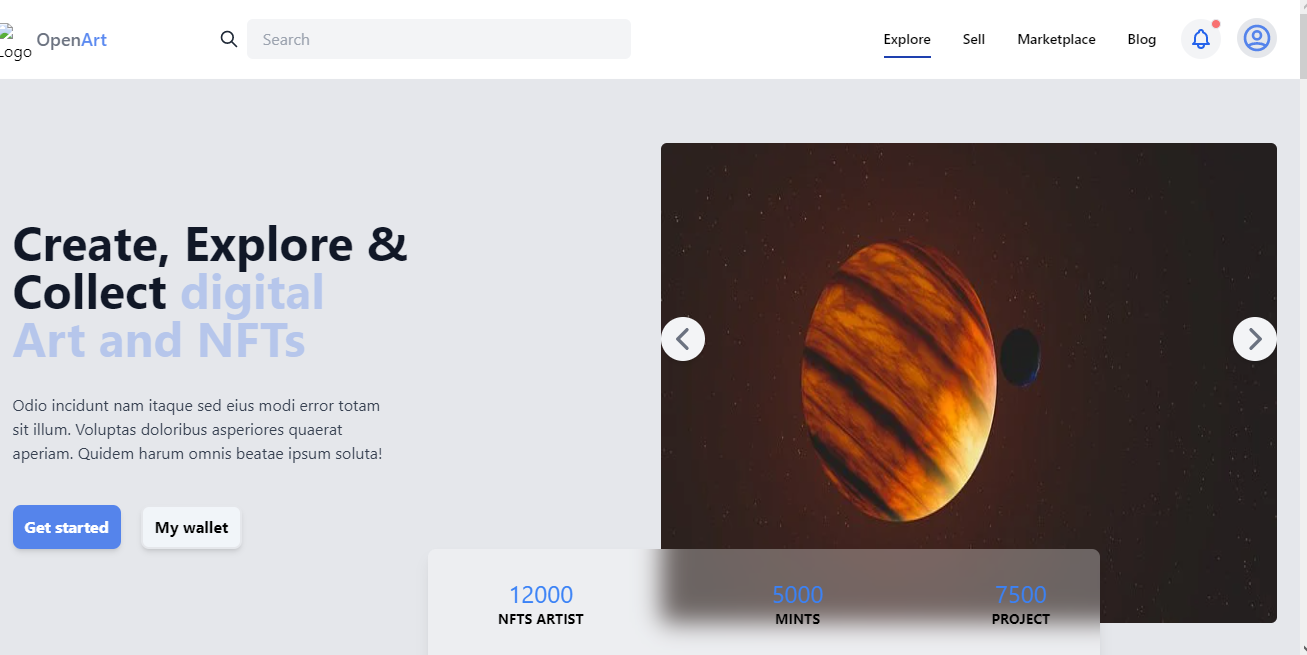 Logo
OpenArt
Search
Explore
Sell
Marketplace
Blog
Create, Explore &
Collect digital
Art and NFTs
Odio incidunt nam itaque sed eius modi error totam
sit illum. Voluptas doloribus asperiores quaerat
aperiam. Quidem harum omnis beatae ipsum soluta!
Get started
My wallet
12000
NFTS ARTIST
5000
MINTS
7500
PROJECT